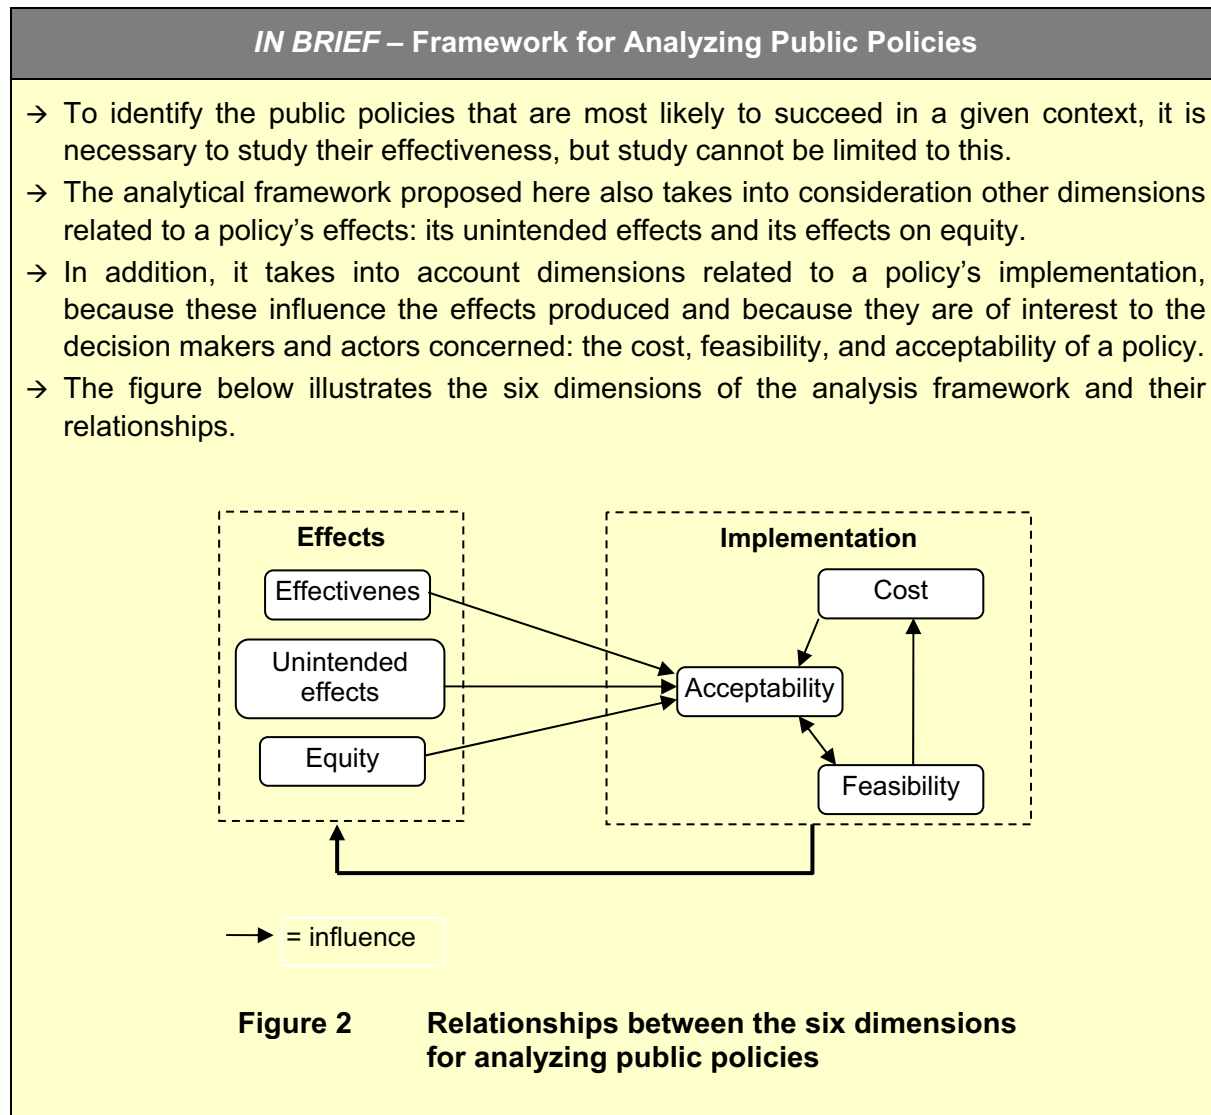 IN BRIEF – Framework for Analyzing Public Policies
→ To identify the public policies that are most likely to succeed in a given context, it is
necessary to study their effectiveness, but study cannot be limited to this.
→ The analytical framework proposed here also takes into consideration other dimensions
related to a policy’s effects: its unintended effects and its effects on equity.
→ In addition, it takes into account dimensions related to a policy’s implementation,
because these influence the effects produced and because they are of interest to the
decision makers and actors concerned: the cost, feasibility, and acceptability of a policy.
→ The figure below illustrates the six dimensions of the analysis framework and their
relationships.
Effects
Effectivenes
Unintended
effects
Equity
Implementation
Cost
Acceptability
Feasibility
= influence
Figure 2 Relationships between the six dimensions
for analyzing public policies